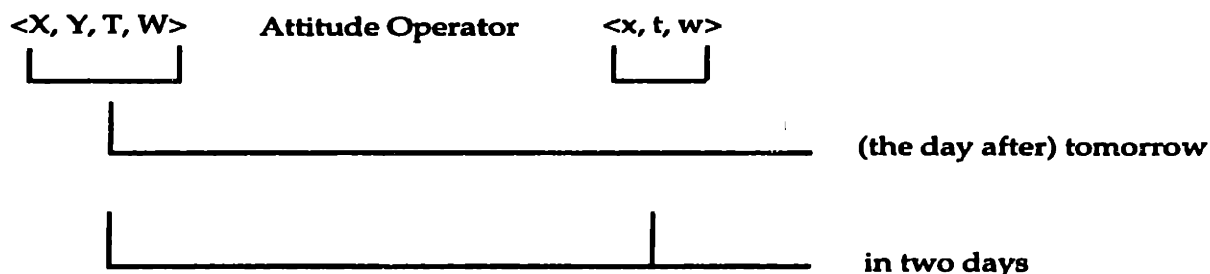 <X, Y, T, W> Attitude Operator <x, t, w>
(the day after) tomorrow
in two days